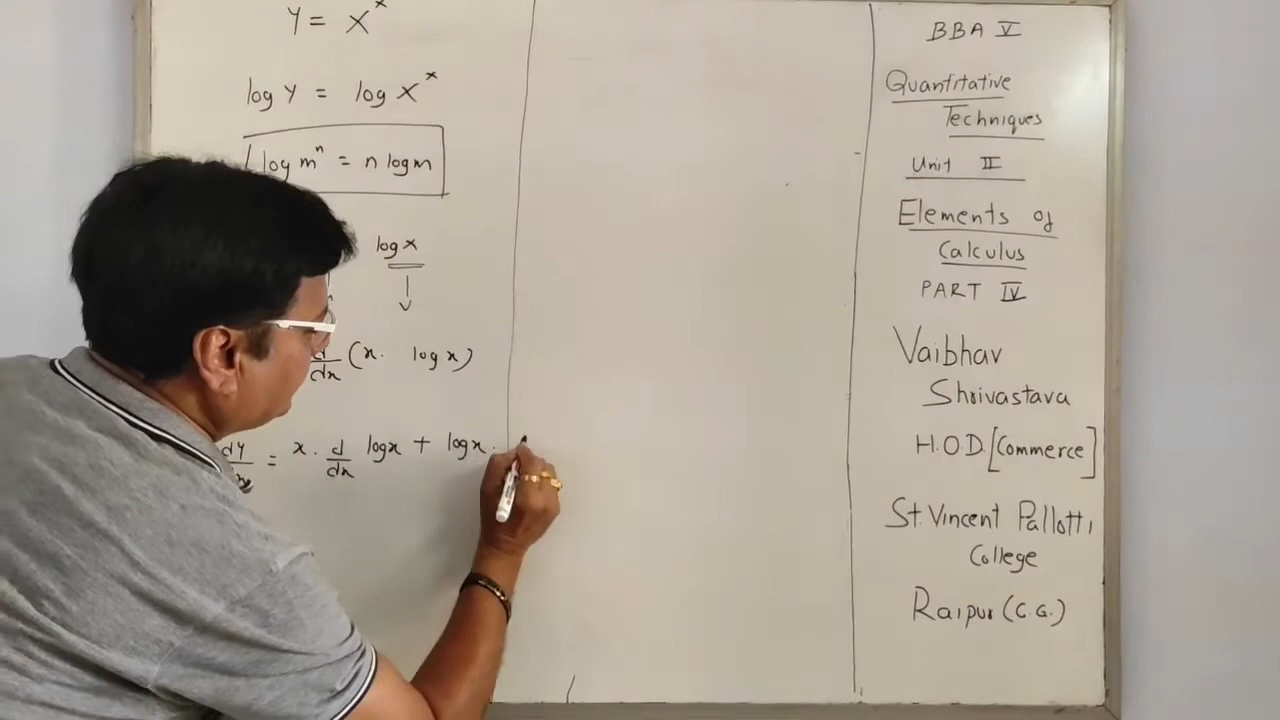 Y = X^x
log Y = log X^x
log m^n = n log m
log x
d/dx (x. log x)
dY = x. d/dx log x + log x.
BBA V
Quantitative
Techniques
Unit II
Elements of
Calculus
PART IV
Vaibhav
Shrivastava
H.O.D. [Commerce]
St. Vincent Pallotti
College
Raipur (C.G.)